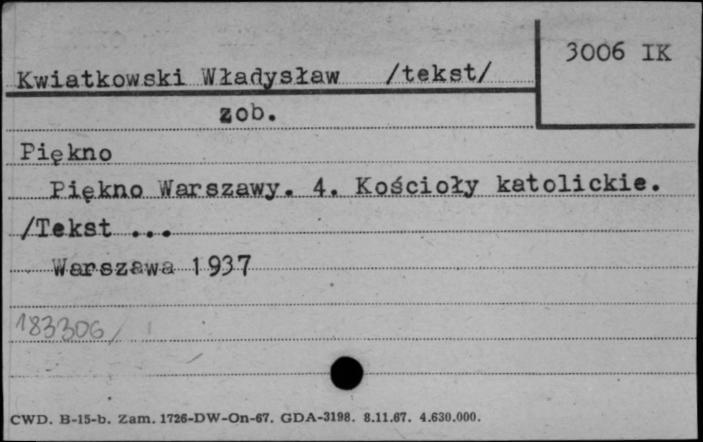 3006 IK
Kwiatkowski Władysław /tekst/
zob.
Piękno
Piękno Warszawy. 4. Kościoły katolickie.
/Tekst ...
Warszawa 1937
183306/
CWD. B-15-b. Zam. 1726-DW-On-67. GDA-3198. 8.11.67. 4.630.000.